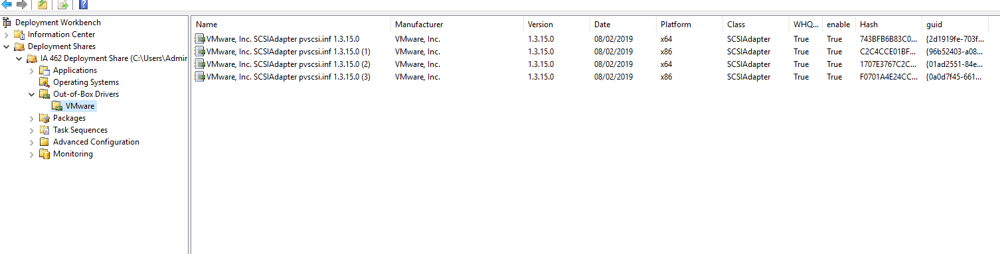 Deployment Workbench
Information Center
Deployment Shares
IA 462 Deployment Share (C:\Users\Admir
Applications
Operating Systems
Out-of-Box Drivers
VMware
Packages
Task Sequences
Advanced Configuration
Monitoring
Name Manufacturer Version Date Platform Class WHQ... enable Hash guid
VMware, Inc. SCSIAdapter pvscsi.inf 1.3.15.0 VMware, Inc. 1.3.15.0 08/02/2019 x64 SCSIAdapter True True 743BFB6B83C0... {2d1919fe-703f...
VMware, Inc. SCSIAdapter pvscsi.inf 1.3.15.0 (1) VMware, Inc. 1.3.15.0 08/02/2019 x86 SCSIAdapter True True C2C4CCE01BF... {96b52403-a08...
VMware, Inc. SCSIAdapter pvscsi.inf 1.3.15.0 (2) VMware, Inc. 1.3.15.0 08/02/2019 x64 SCSIAdapter True True 1707E3767C2C... {01ad2551-84e...
VMware, Inc. SCSIAdapter pvscsi.inf 1.3.15.0 (3) VMware, Inc. 1.3.15.0 08/02/2019 x86 SCSIAdapter True True F0701A4E24CC... {0a0d7f45-661...